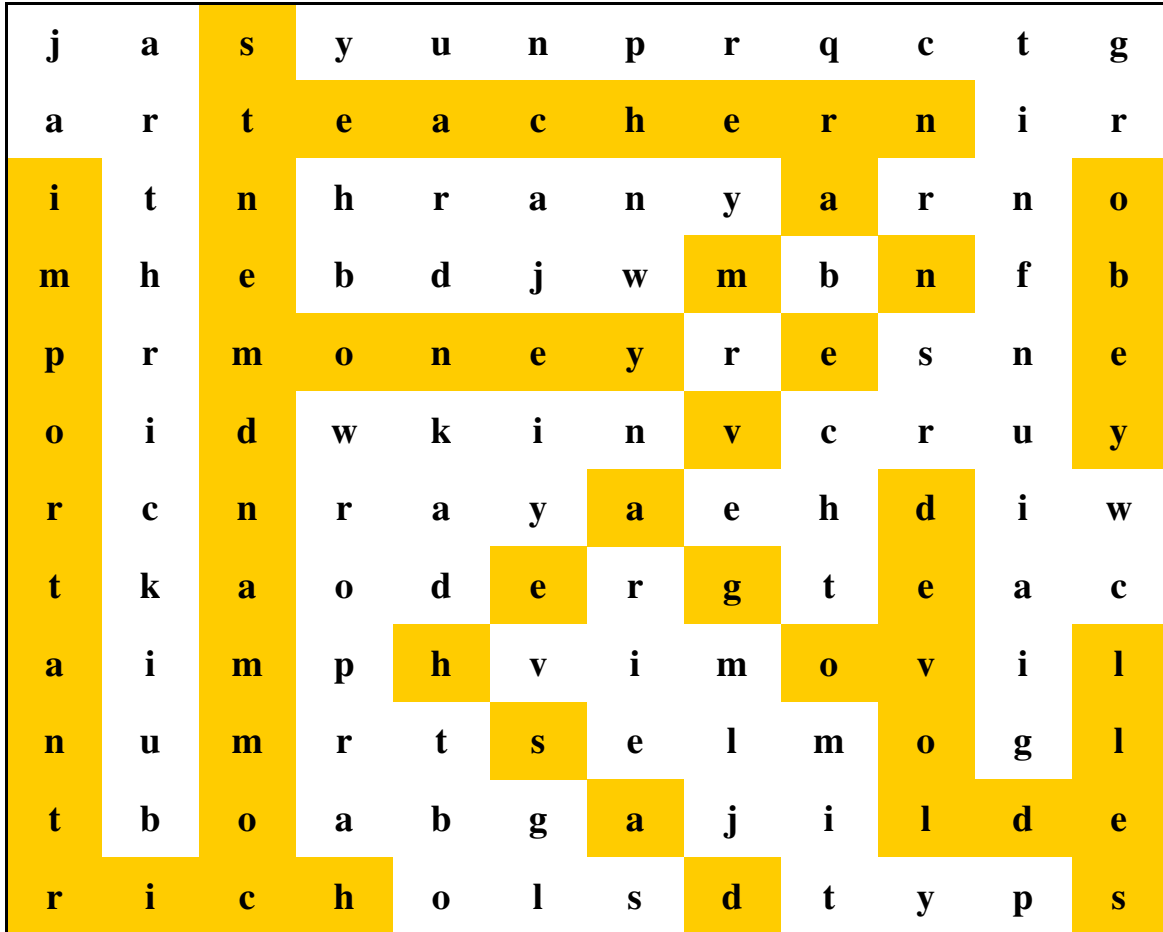 j a s y u n p r q c t g
a r t e a c h e r n i r
i t n h r a n y a r n o
m h e b d j w m b n f b
p r m o n e y r e s n e
o i d w k i n v c r u y
r c n r a y a e h d i w
t k a o d e r g t e a c
a i m p h v i m o v i l
n u m r t s e l m o g l
t b o a b g a j i l d e
r i c h o l s d t y p s